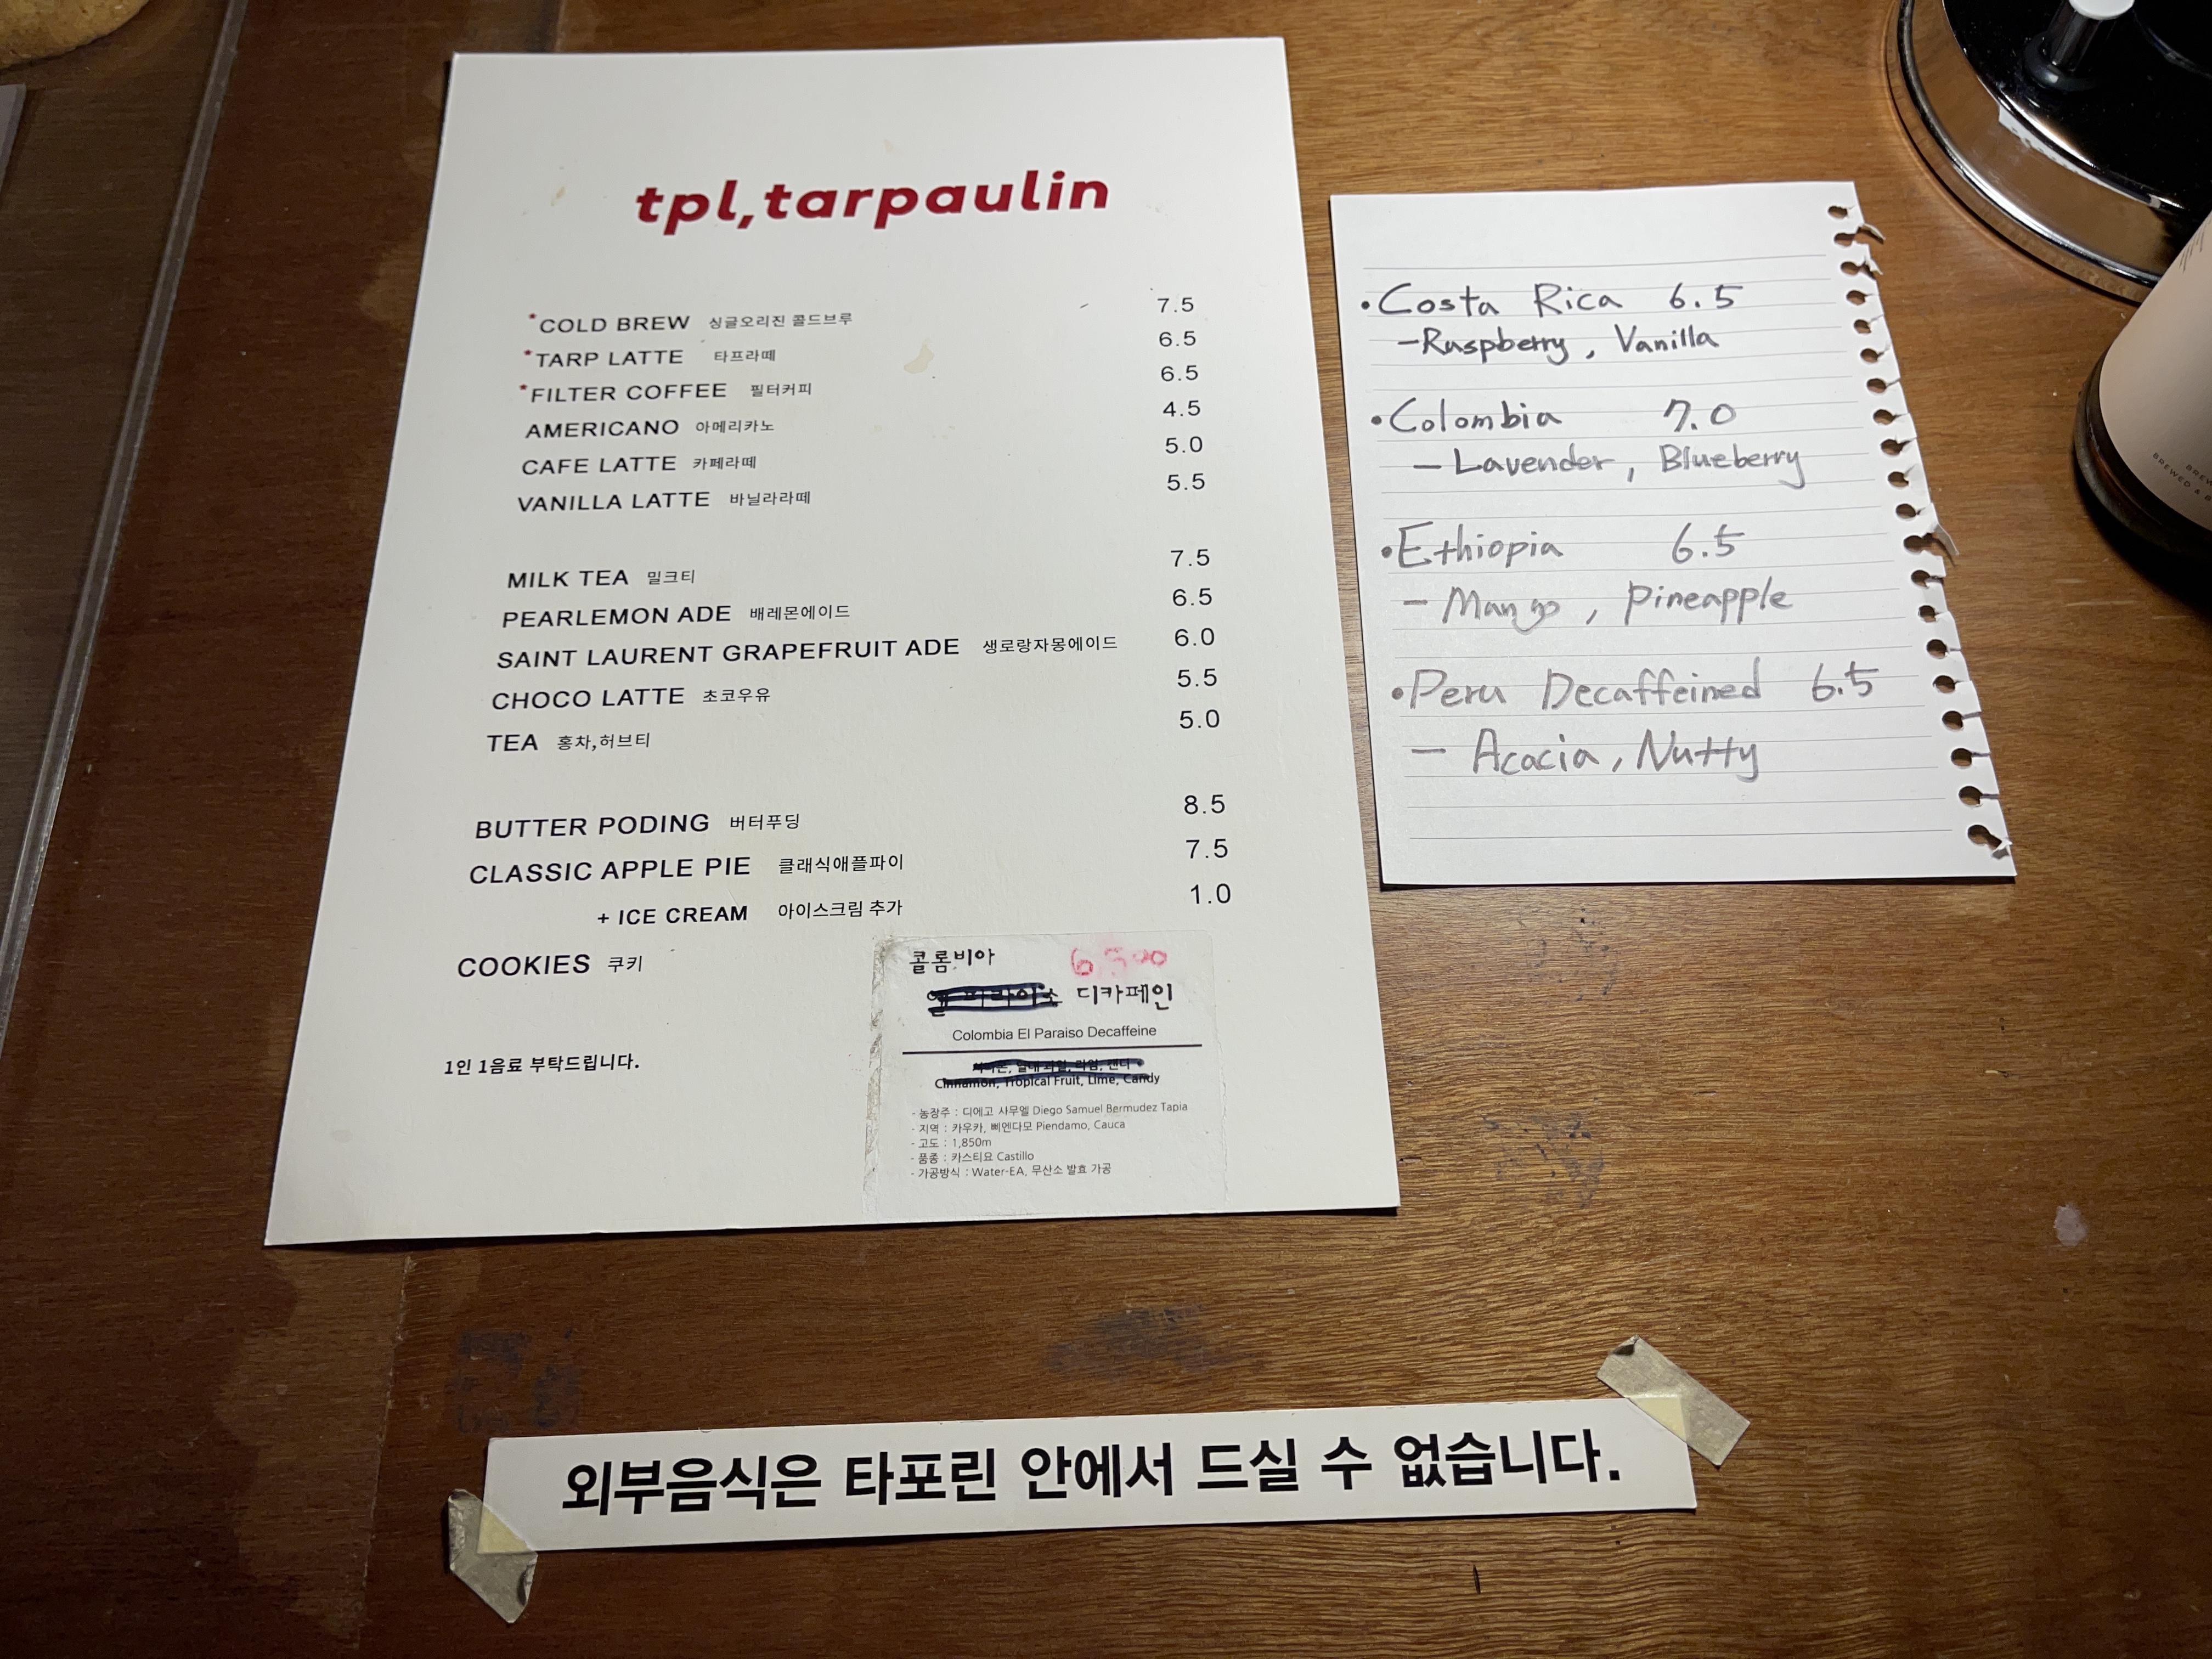 tpl,tarpaulin
*COLD BREW 싱글오리진 콜드브루 7.5
*TARP LATTE 타프라떼 6.5
*FILTER COFFEE 필터커피 6.5
AMERICANO 아메리카노 4.5
CAFE LATTE 카페라떼 5.0
VANILLA LATTE 바닐라라떼 5.5
MILK TEA 밀크티 7.5
PEARLEMON ADE 배레몬에이드 6.5
SAINT LAURENT GRAPEFRUIT ADE 생로랑자몽에이드 6.0
CHOCO LATTE 초코우유 5.5
TEA 홍차,허브티 5.0
BUTTER PODING 버터푸딩 8.5
CLASSIC APPLE PIE 클래식애플파이 7.5
+ ICE CREAM 아이스크림 추가 1.0
COOKIES 쿠키
1인 1음료 부탁드립니다.
콜롬비아 6500
디카페인
Colombia El Paraiso Decaffeine
Cinnamon, Tropical Fruit, Lime, Candy
- 농장주 : 디에고 사무엘 Diego Samuel Bermudez Tapia
- 지역 : 카우카, 삐엔다모 Piendamo, Cauca
- 고도 : 1,850m
- 품종 : 카스티요 Castillo
- 가공방식 : Water-EA, 무산소 발효 가공
•Costa Rica 6.5
-Raspberry, Vanilla
•Colombia 7.0
- Lavender, Blueberry
•Ethiopia 6.5
- Mango, Pineapple
•Peru Decaffeined 6.5
- Acacia, Nutty
외부음식은 타포린 안에서 드실 수 없습니다.